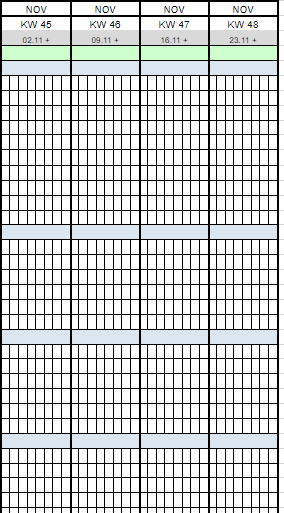 NOV NOV NOV NOV
KW 45 KW 46 KW 47 KW 48
02.11 + 09.11 + 16.11 + 23.11 +